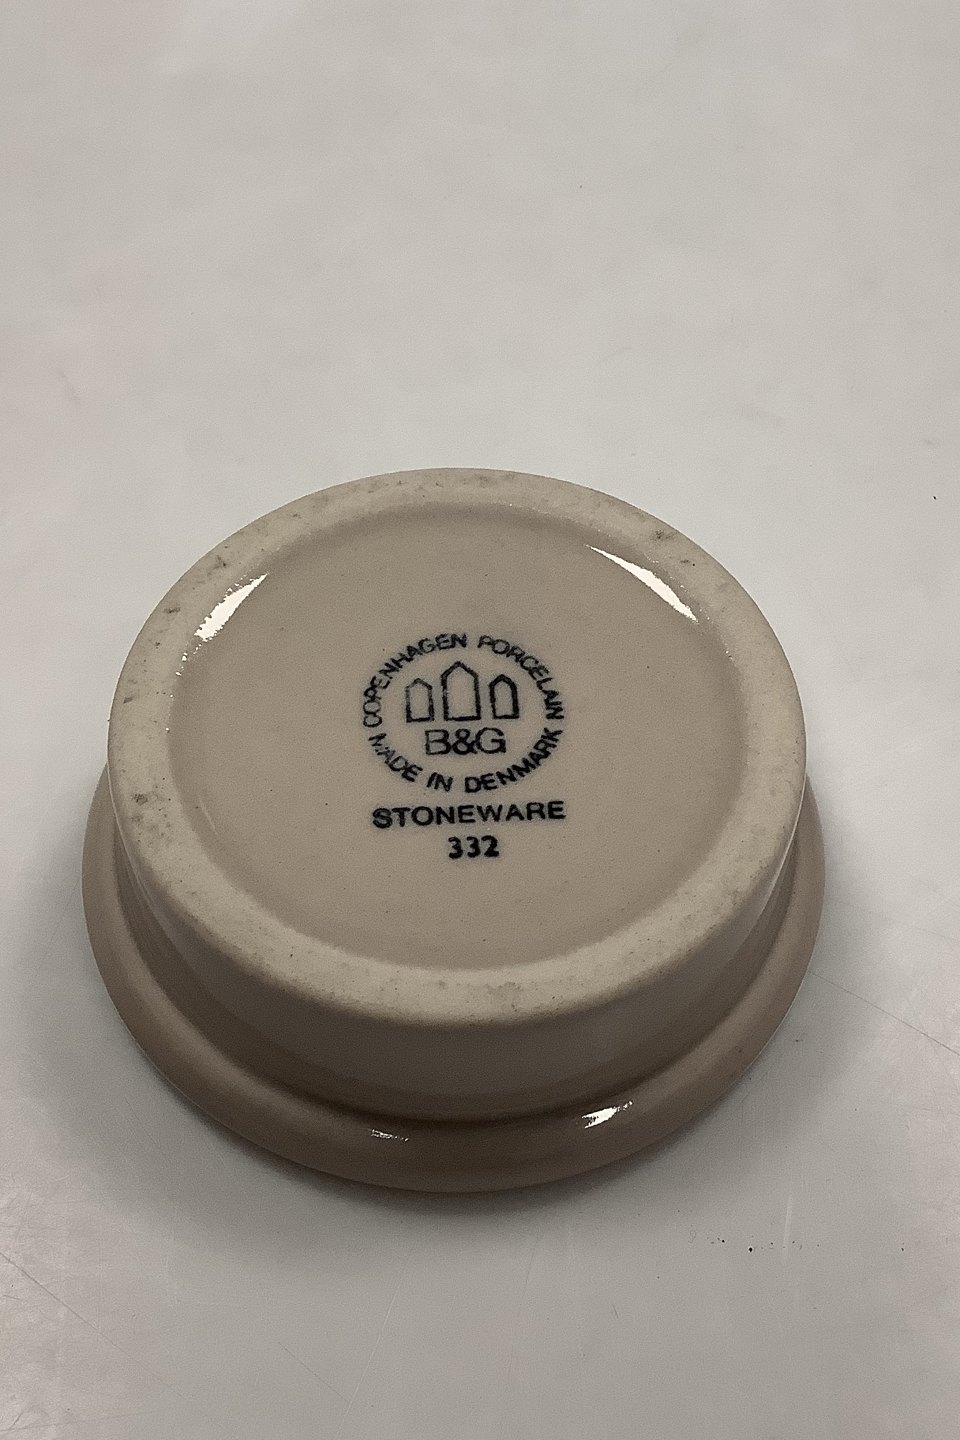 COPENHAGEN PORCELAIN
B&G
MADE IN DENMARK
STONEWARE
332